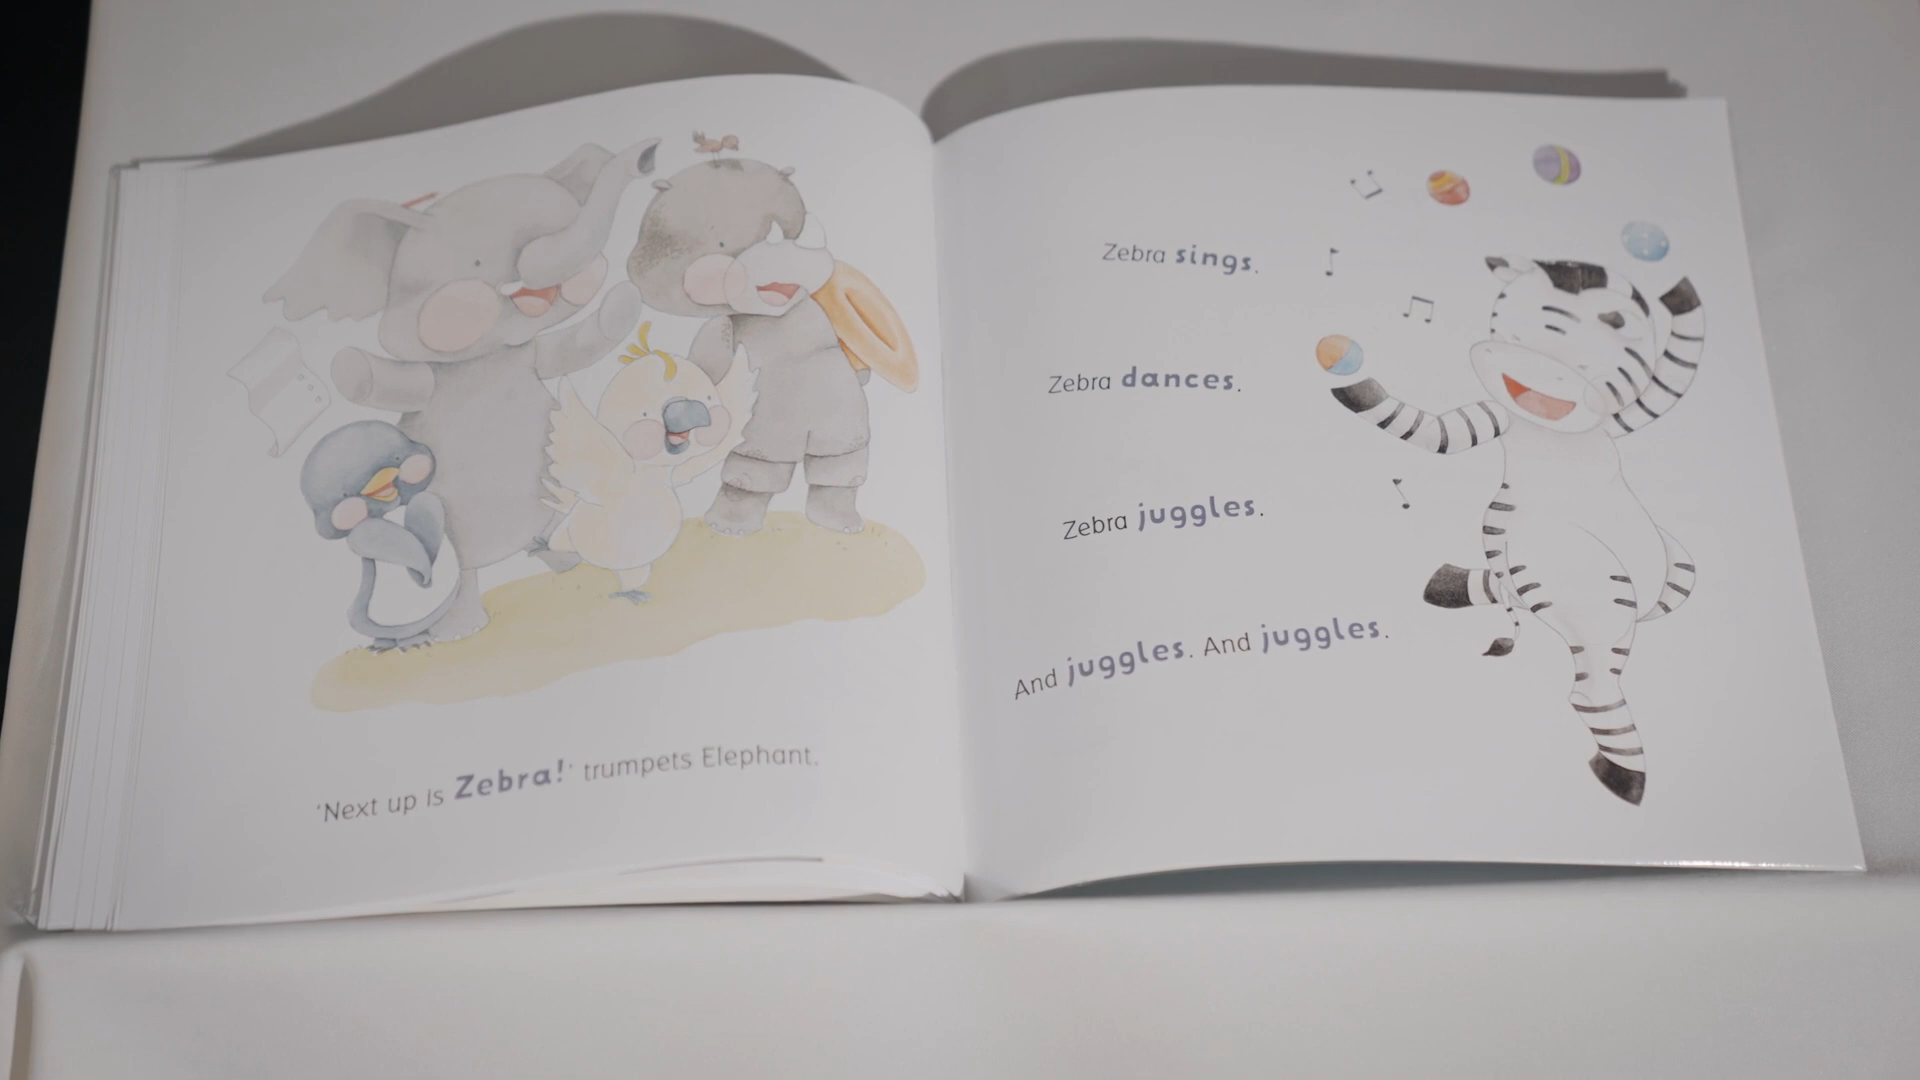 'Next up is Zebra!' trumpets Elephant.
Zebra sings.
Zebra dances.
Zebra juggles.
And juggles. And juggles.